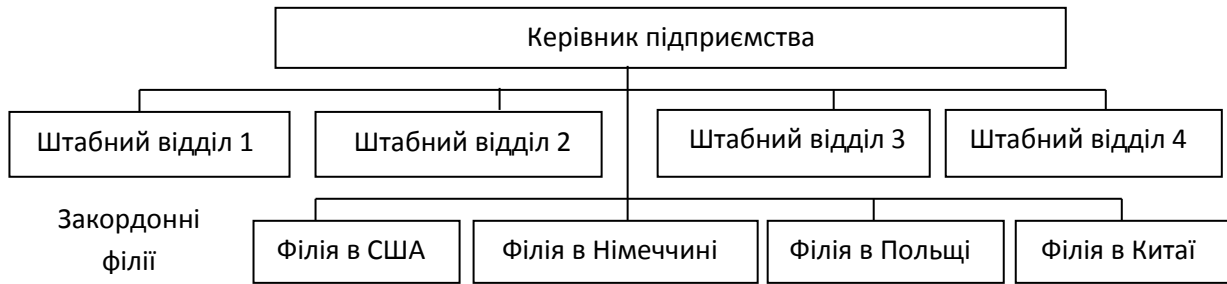 Керівник підприємства
Штабний відділ 1
Штабний відділ 2
Штабний відділ 3
Штабний відділ 4
Закордонні
філії
Філія в США
Філія в Німеччині
Філія в Польщі
Філія в Китаї